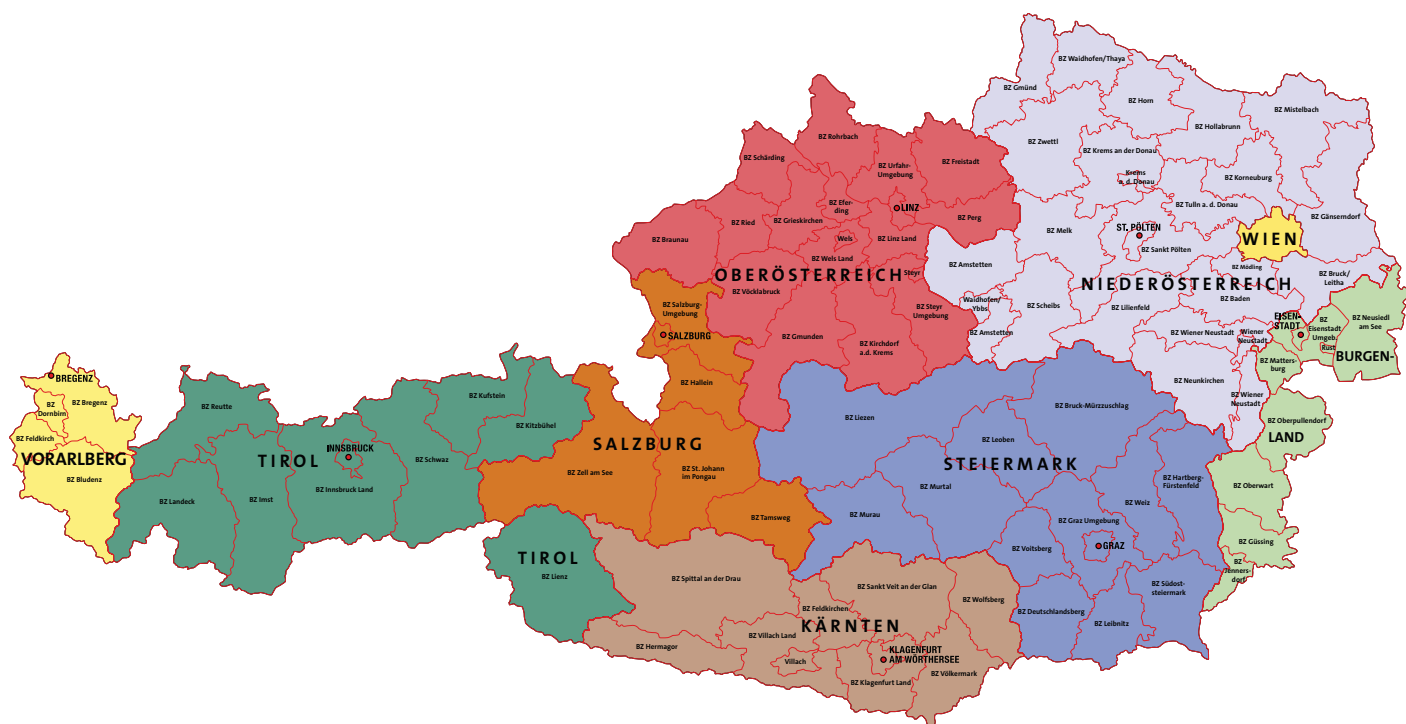 BZ Waidhofen/Thaya
BZ Gmünd
BZ Horn
BZ Mistelbach
BZ Hollabrunn
BZ Zwettl
BZ Krems an der Donau
Krems
a. d. Donau
BZ Korneuburg
BZ Tulln a. d. Donau
BZ Gänserndorf
BZ Melk
ST. PÖLTEN
BZ Sankt Pölten
WIEN
BZ Mödling
BZ Amstetten
NIEDERÖSTERREICH
BZ Bruck/
Leitha
BZ Baden
Waidhofen/
Ybbs
BZ Scheibs
BZ Lilienfeld
BZ Amstetten
BZ Wiener Neustadt
Wiener
Neustadt
BZ Neunkirchen
BZ Wiener
Neustadt
BZ Rohrbach
BZ Schärding
BZ Urfahr-
Umgebung
BZ Freistadt
BZ Efer-
ding
LINZ
BZ Ried
BZ Grieskirchen
BZ Perg
BZ Braunau
Wels
BZ Linz Land
BZ Wels Land
OBERÖSTERREICH
Steyr
BZ Vöcklabruck
BZ Steyr
Umgebung
BZ Gmunden
BZ Kirchdorf
a.d. Krems
BZ Salzburg-
Umgebung
SALZBURG
BZ Hallein
SALZBURG
BZ Zell am See
BZ St. Johann
im Pongau
BZ Tamsweg
EISEN-
STADT
BZ
Eisenstadt
Umgeb.
Rust
BZ Neusiedl
am See
BURGEN-
BZ Matters-
burg
BZ Oberpullendorf
LAND
BZ Oberwart
BZ Güssing
BZ
Jenners-
dorf
BREGENZ
BZ
Dornbirn
BZ Bregenz
BZ Feldkirch
VORARLBERG
BZ Bludenz
BZ Reutte
BZ Kufstein
BZ Kitzbühel
INNSBRUCK
TIROL
BZ Schwaz
BZ Landeck
BZ Imst
BZ Innsbruck Land
TIROL
BZ Lienz
BZ Liezen
BZ Bruck-Mürzzuschlag
BZ Leoben
STEIERMARK
BZ Murtal
BZ Hartberg-
Fürstenfeld
BZ Murau
BZ Weiz
BZ Graz Umgebung
BZ Voitsberg
GRAZ
BZ Südost-
steiermark
BZ Deutschlandsberg
BZ Leibnitz
BZ Spittal an der Drau
BZ Sankt Veit an der Glan
BZ Wolfsberg
BZ Feldkirchen
KÄRNTEN
BZ Villach Land
BZ Hermagor
Villach
KLAGENFURT
AM WÖRTHERSEE
BZ Klagenfurt Land
BZ Völkermark